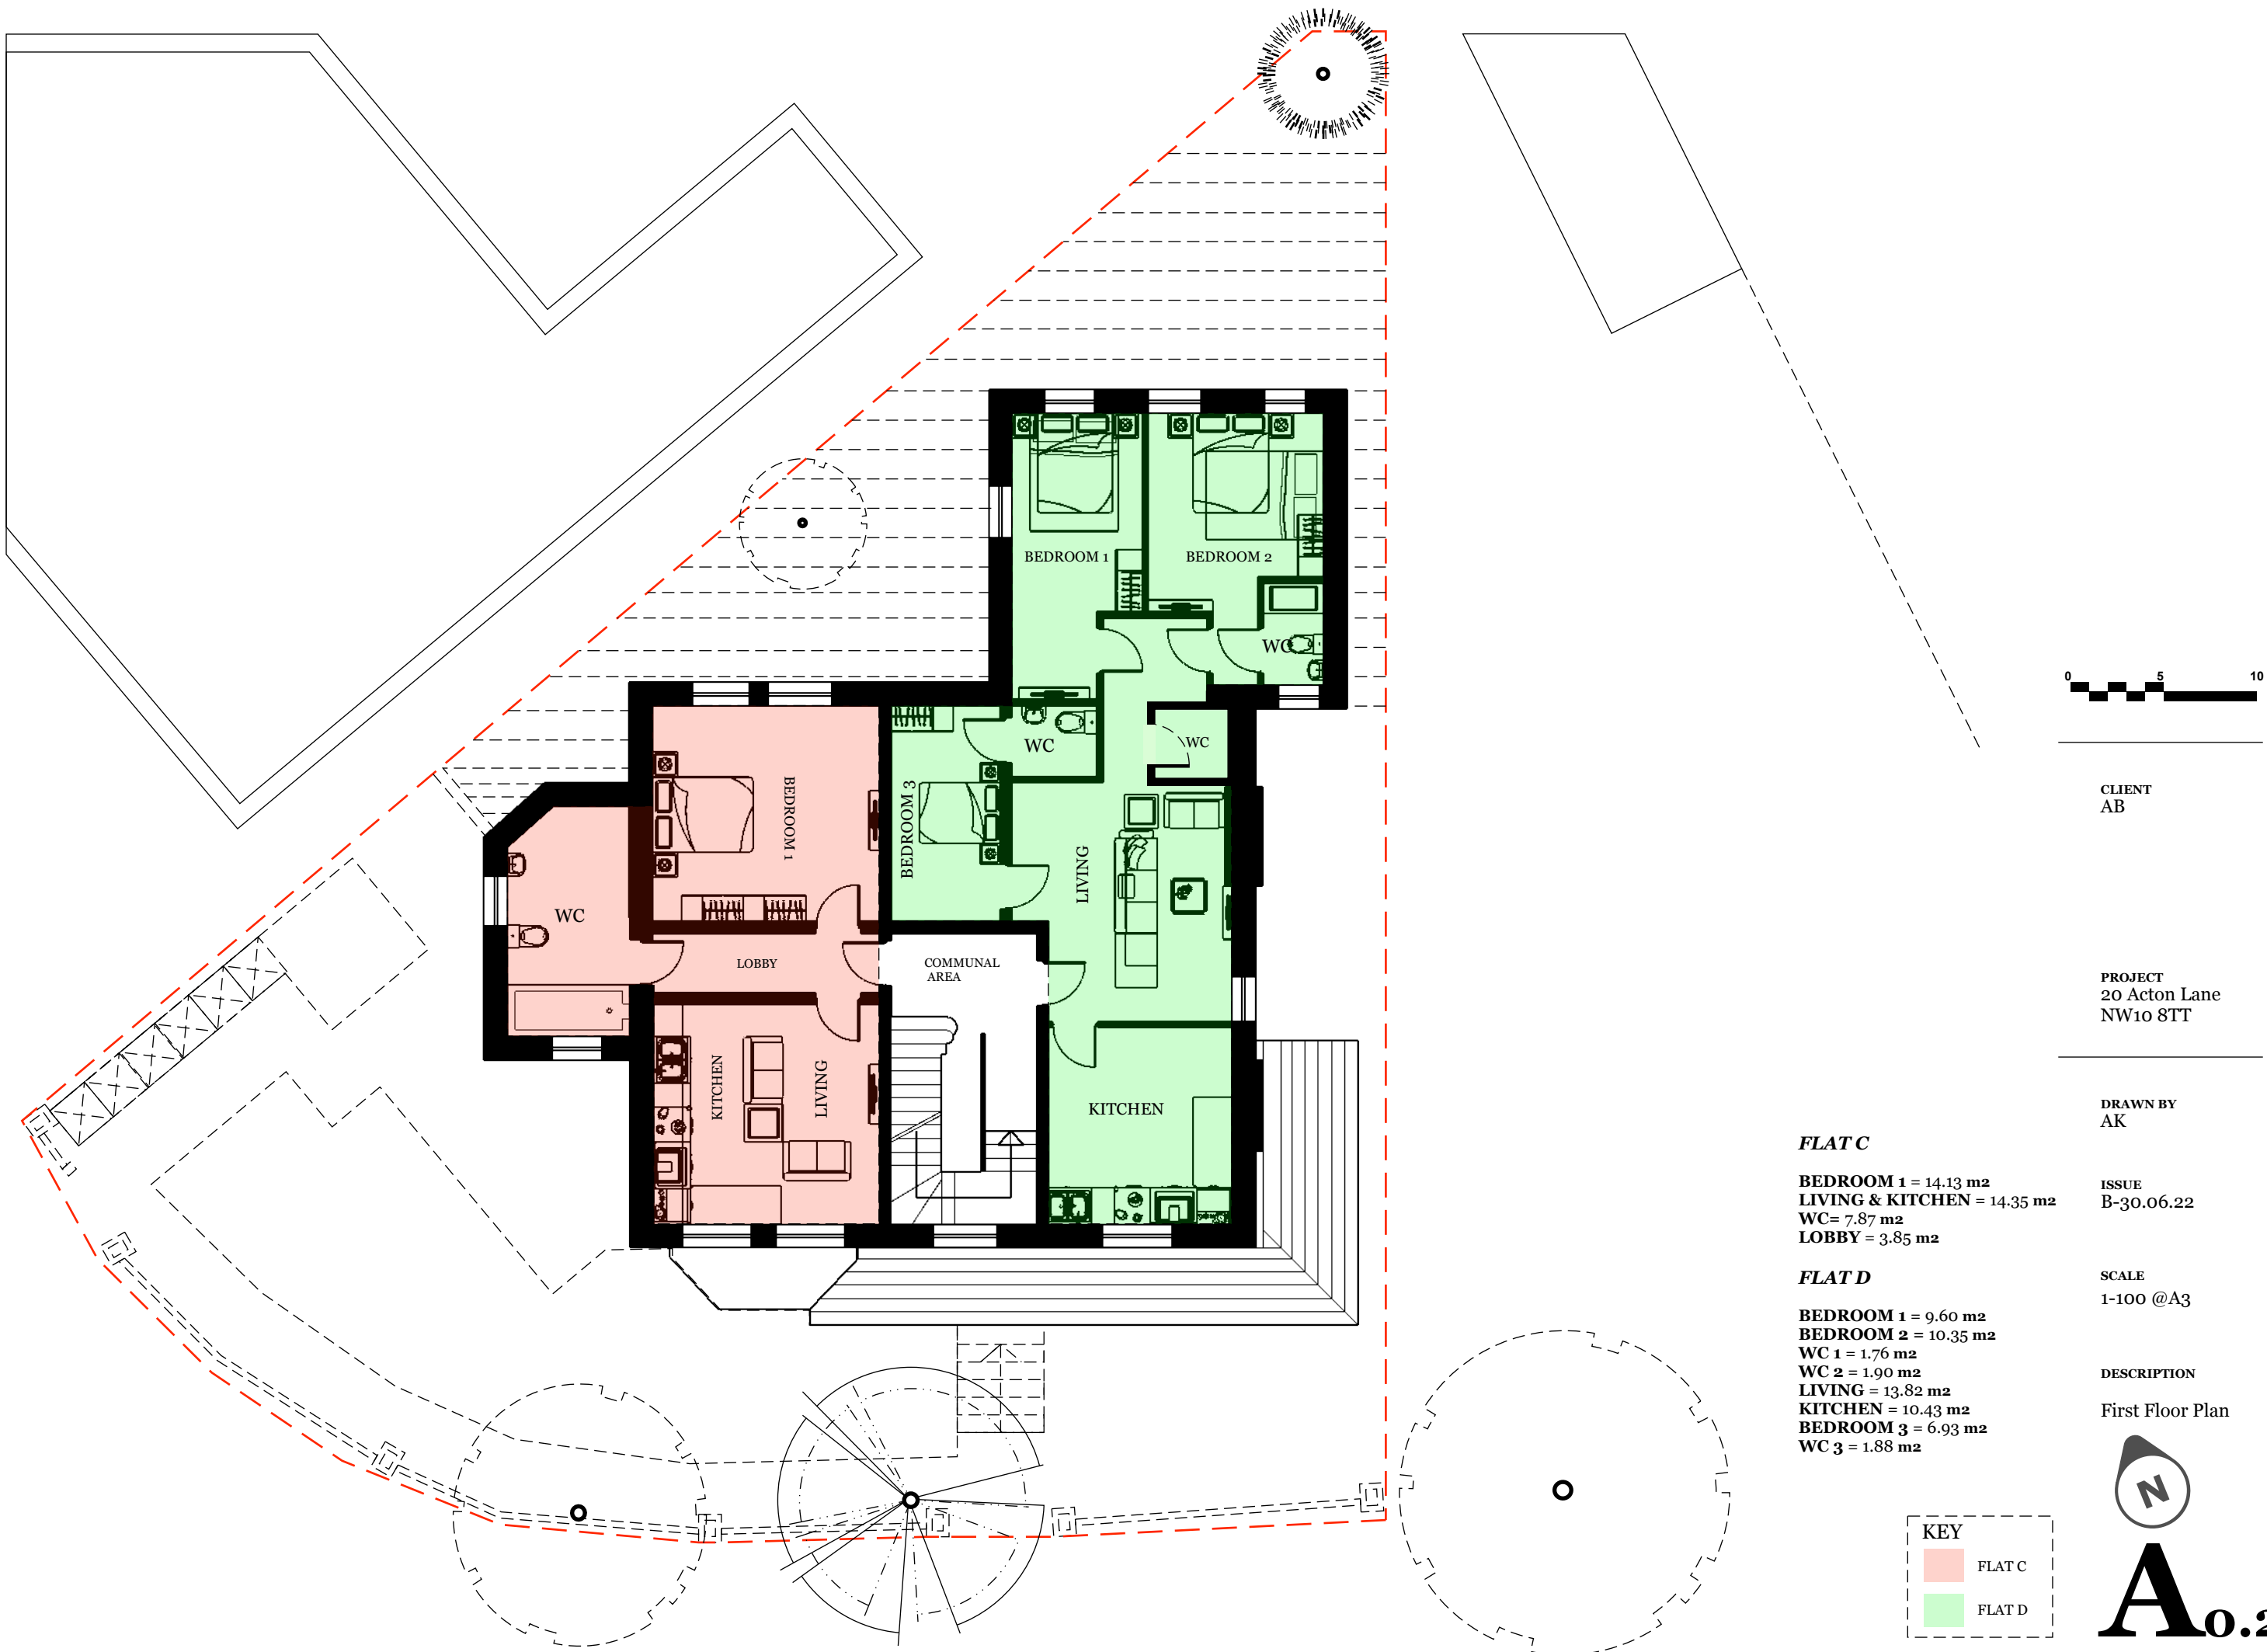 BEDROOM 1
BEDROOM 2
WC
WC
WC
BEDROOM 1
BEDROOM 3
LIVING
WC
LOBBY
COMMUNAL
AREA
KITCHEN
LIVING
KITCHEN
0 5 10
CLIENT
AB
PROJECT
20 Acton Lane
NW10 8TT
DRAWN BY
AK
ISSUE
B-30.06.22
SCALE
1-100 @A3
DESCRIPTION
First Floor Plan
N
FLAT C
BEDROOM 1 = 14.13 m2
LIVING & KITCHEN = 14.35 m2
WC= 7.87 m2
LOBBY = 3.85 m2
FLAT D
BEDROOM 1 = 9.60 m2
BEDROOM 2 = 10.35 m2
WC 1 = 1.76 m2
WC 2 = 1.90 m2
LIVING = 13.82 m2
KITCHEN = 10.43 m2
BEDROOM 3 = 6.93 m2
WC 3 = 1.88 m2
KEY
FLAT C
FLAT D
A0.2